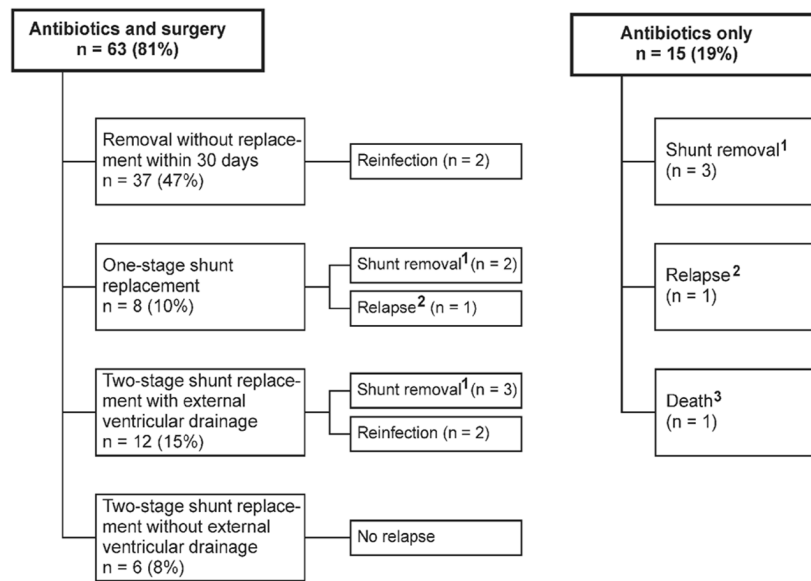 Antibiotics and surgery
n = 63 (81%)
Removal without replace-
ment within 30 days
n = 37 (47%)
Reinfection (n = 2)
One-stage shunt
replacement
n = 8 (10%)
Shunt removal¹ (n = 2)
Relapse² (n = 1)
Two-stage shunt replace-
ment with external
ventricular drainage
n = 12 (15%)
Shunt removal¹ (n = 3)
Reinfection (n = 2)
Two-stage shunt replace-
ment without external
ventricular drainage
n = 6 (8%)
No relapse
Antibiotics only
n = 15 (19%)
Shunt removal¹
(n = 3)
Relapse²
(n = 1)
Death³
(n = 1)